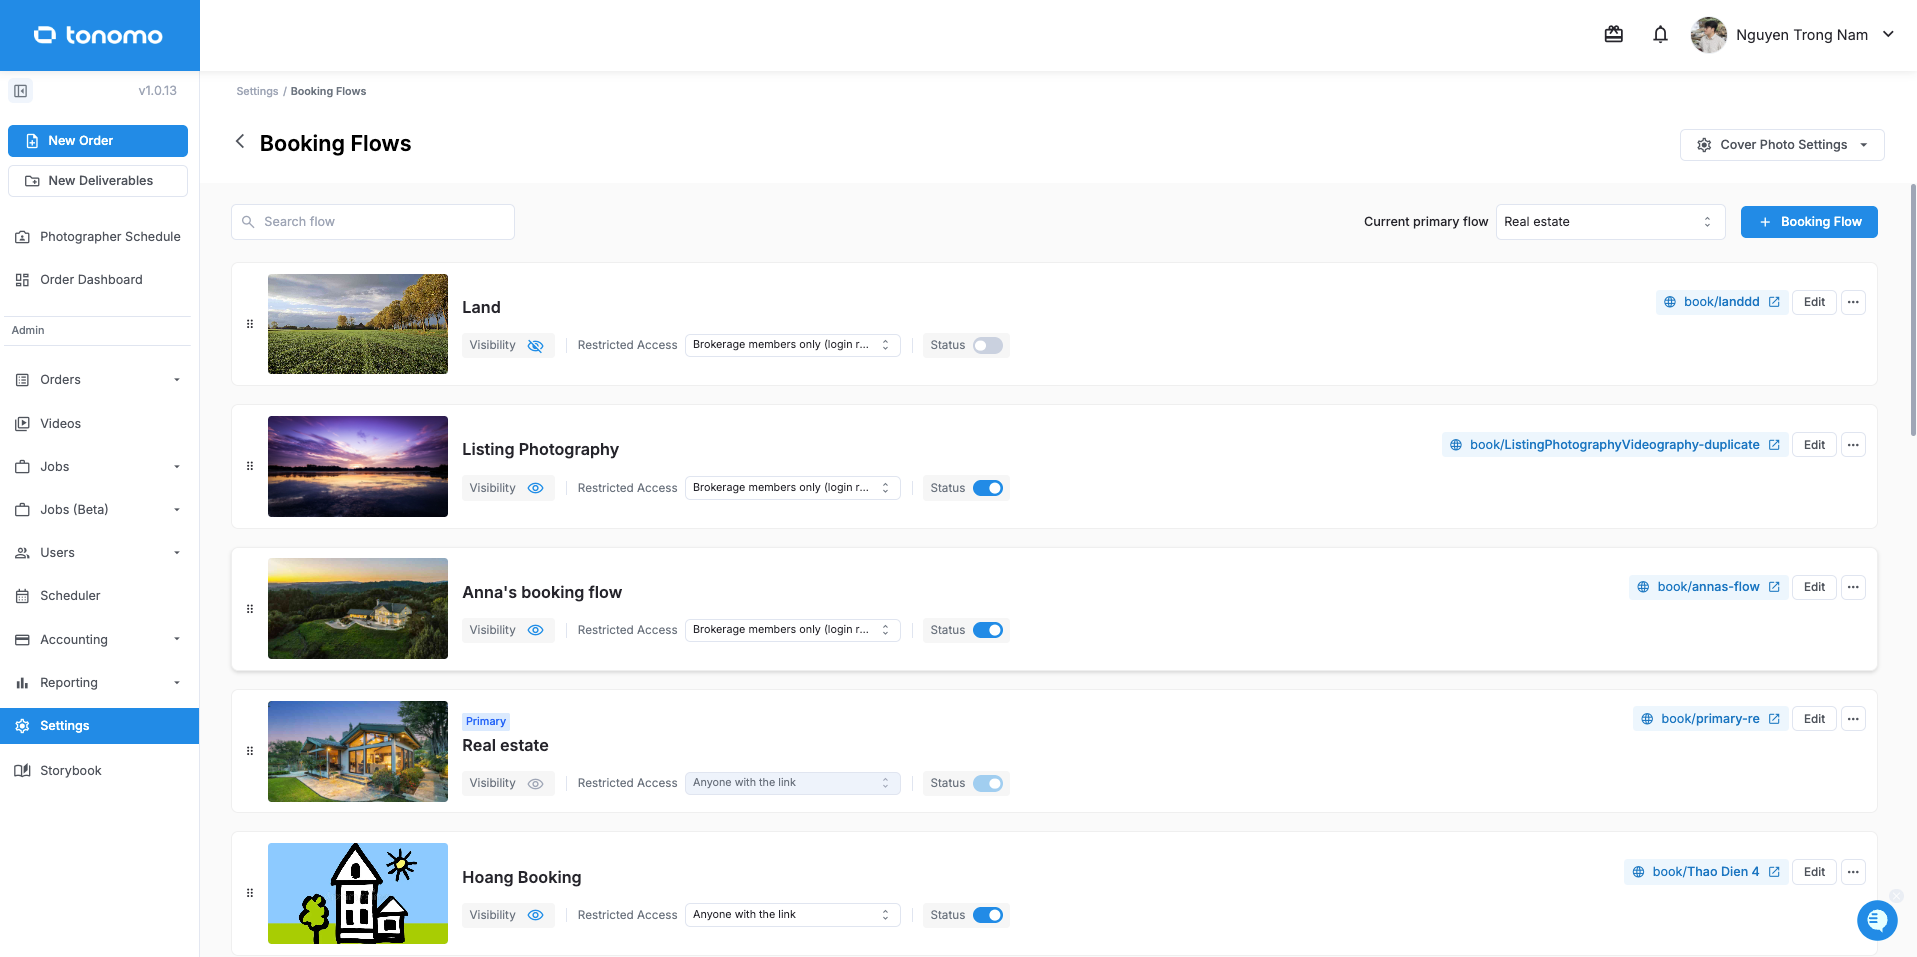 tonomo
Nguyen Trong Nam
v1.0.13
Settings / Booking Flows
New Order
Booking Flows
Cover Photo Settings
New Deliverables
Search flow
Current primary flow
Real estate
Booking Flow
Photographer Schedule
Order Dashboard
Admin
Orders
Videos
Jobs
Jobs (Beta)
Users
Scheduler
Accounting
Reporting
Settings
Storybook
Land
book/landdd
Edit
Visibility
Restricted Access
Brokerage members only (login r...
Status
Listing Photography
book/ListingPhotographyVideography-duplicate
Edit
Visibility
Restricted Access
Brokerage members only (login r...
Status
Anna's booking flow
book/annas-flow
Edit
Visibility
Restricted Access
Brokerage members only (login r...
Status
Primary
Real estate
book/primary-re
Edit
Visibility
Restricted Access
Anyone with the link
Status
Hoang Booking
book/Thao Dien 4
Edit
Visibility
Restricted Access
Anyone with the link
Status